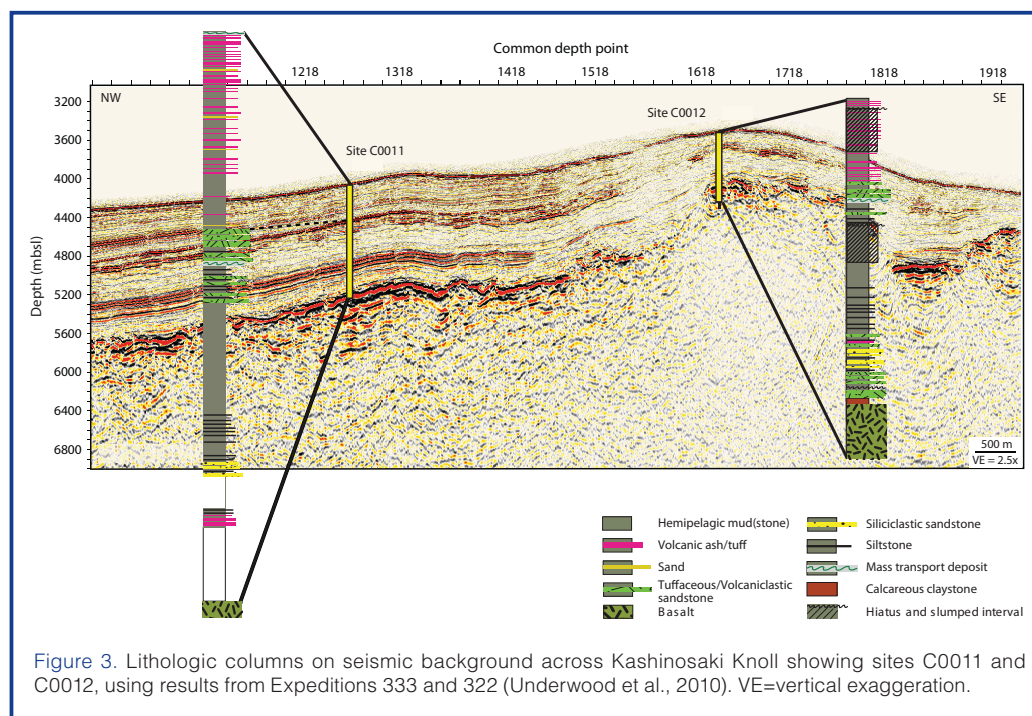 Common depth point
1218 1318 1418 1518 1618 1718 1818 1918
NW
SE
Depth (mbsl)
3200
3600
4000
4400
4800
5200
5600
6000
6400
6800
Site C0011
Site C0012
500 m
VE = 2.5x
Hemipelagic mud(stone)
Volcanic ash/tuff
Sand
Tuffaceous/Volcaniclastic
sandstone
Basalt
Siliciclastic sandstone
Siltstone
Mass transport deposit
Calcareous claystone
Hiatus and slumped interval
Figure 3. Lithologic columns on seismic background across Kashinosaki Knoll showing sites C0011 and
C0012, using results from Expeditions 333 and 322 (Underwood et al., 2010). VE=vertical exaggeration.